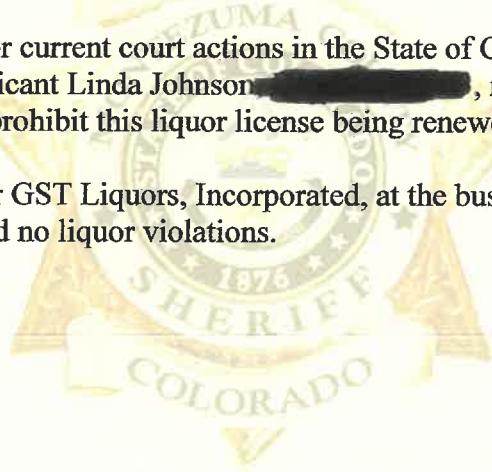 er current court actions in the State of C
icant Linda Johnson , r
prohibit this liquor license being renewe
r GST Liquors, Incorporated, at the bus
d no liquor violations.
1876
SHERIFF
COLORADO